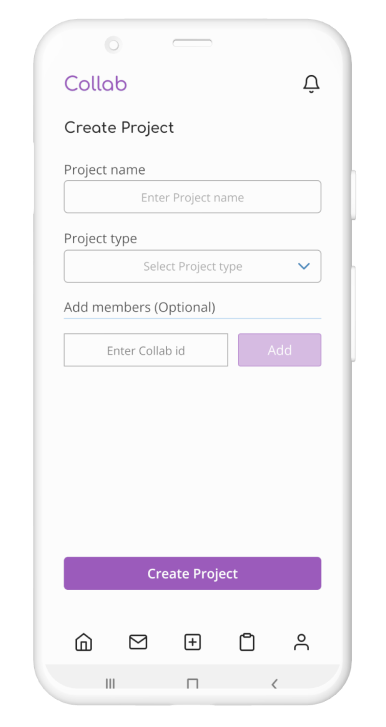 Collab
Create Project
Project name
Enter Project name
Project type
Select Project type
Add members (Optional)
Enter Collab id
Add
Create Project